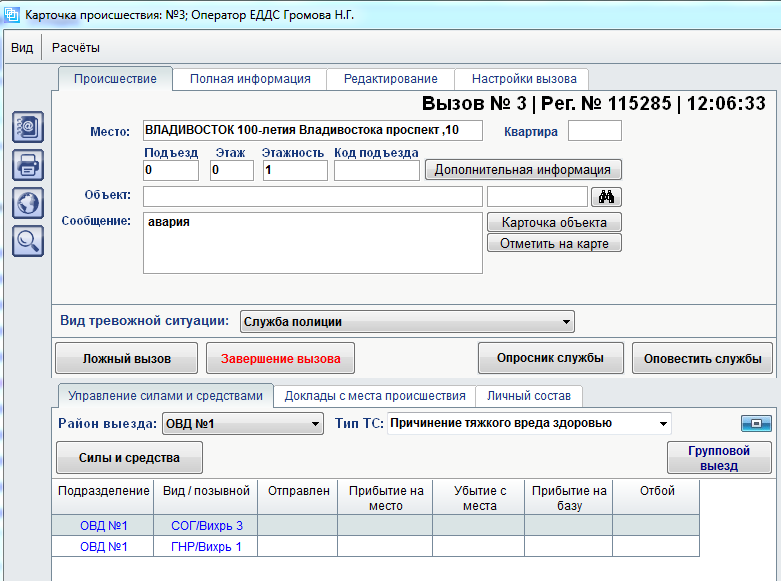 Карточка происшествия: №3; Оператор ЕДДС Громова Н.Г.
Вид Расчёты
Происшествие Полная информация Редактирование Настройки вызова
Вызов № 3 | Рег. № 115285 | 12:06:33
Место: ВЛАДИВОСТОК 100-летия Владивостока проспект ,10 Квартира
Подъезд Этаж Этажность Код подъезда
0 0 1 Дополнительная информация
Объект:
Сообщение: авария Карточка объекта
Отметить на карте
Вид тревожной ситуации: Служба полиции
Ложный вызов Завершение вызова Опросник службы Оповестить службы
Управление силами и средствами Доклады с места происшествия Личный состав
Район выезда: ОВД №1 Тип ТС: Причинение тяжкого вреда здоровью
Силы и средства Групповой выезд
Подразделение Вид / позывной Отправлен Прибытие на место Убытие с места Прибытие на базу Отбой
ОВД №1 СОГ/Вихрь 3
ОВД №1 ГНР/Вихрь 1